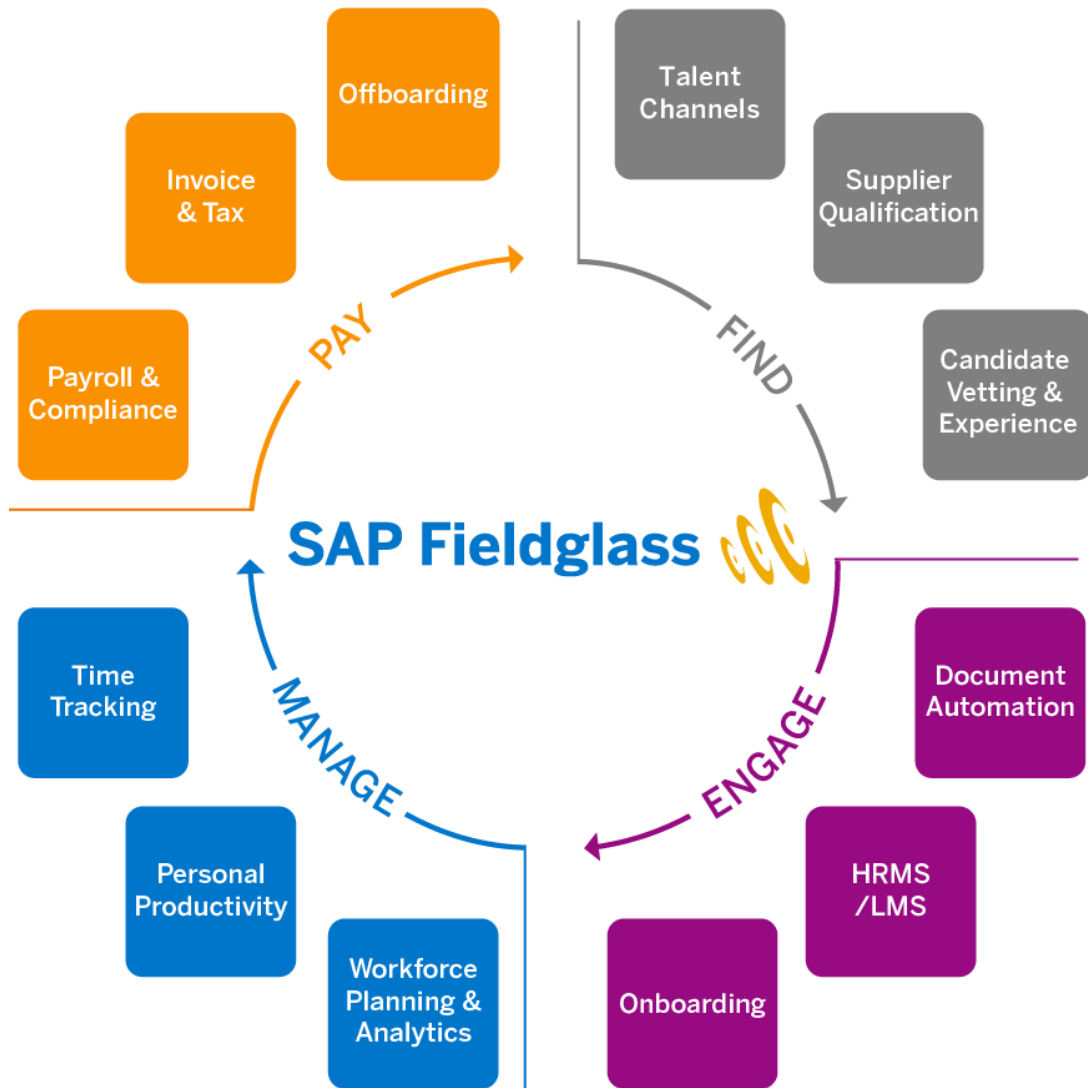 Offboarding
Talent
Channels
Invoice
& Tax
Supplier
Qualification
PAY
FIND
Payroll &
Compliance
Candidate
Vetting &
Experience
SAP Fieldglass
Time
Tracking
Document
Automation
MANAGE
ENGAGE
Personal
Productivity
HRMS
/LMS
Workforce
Planning &
Analytics
Onboarding